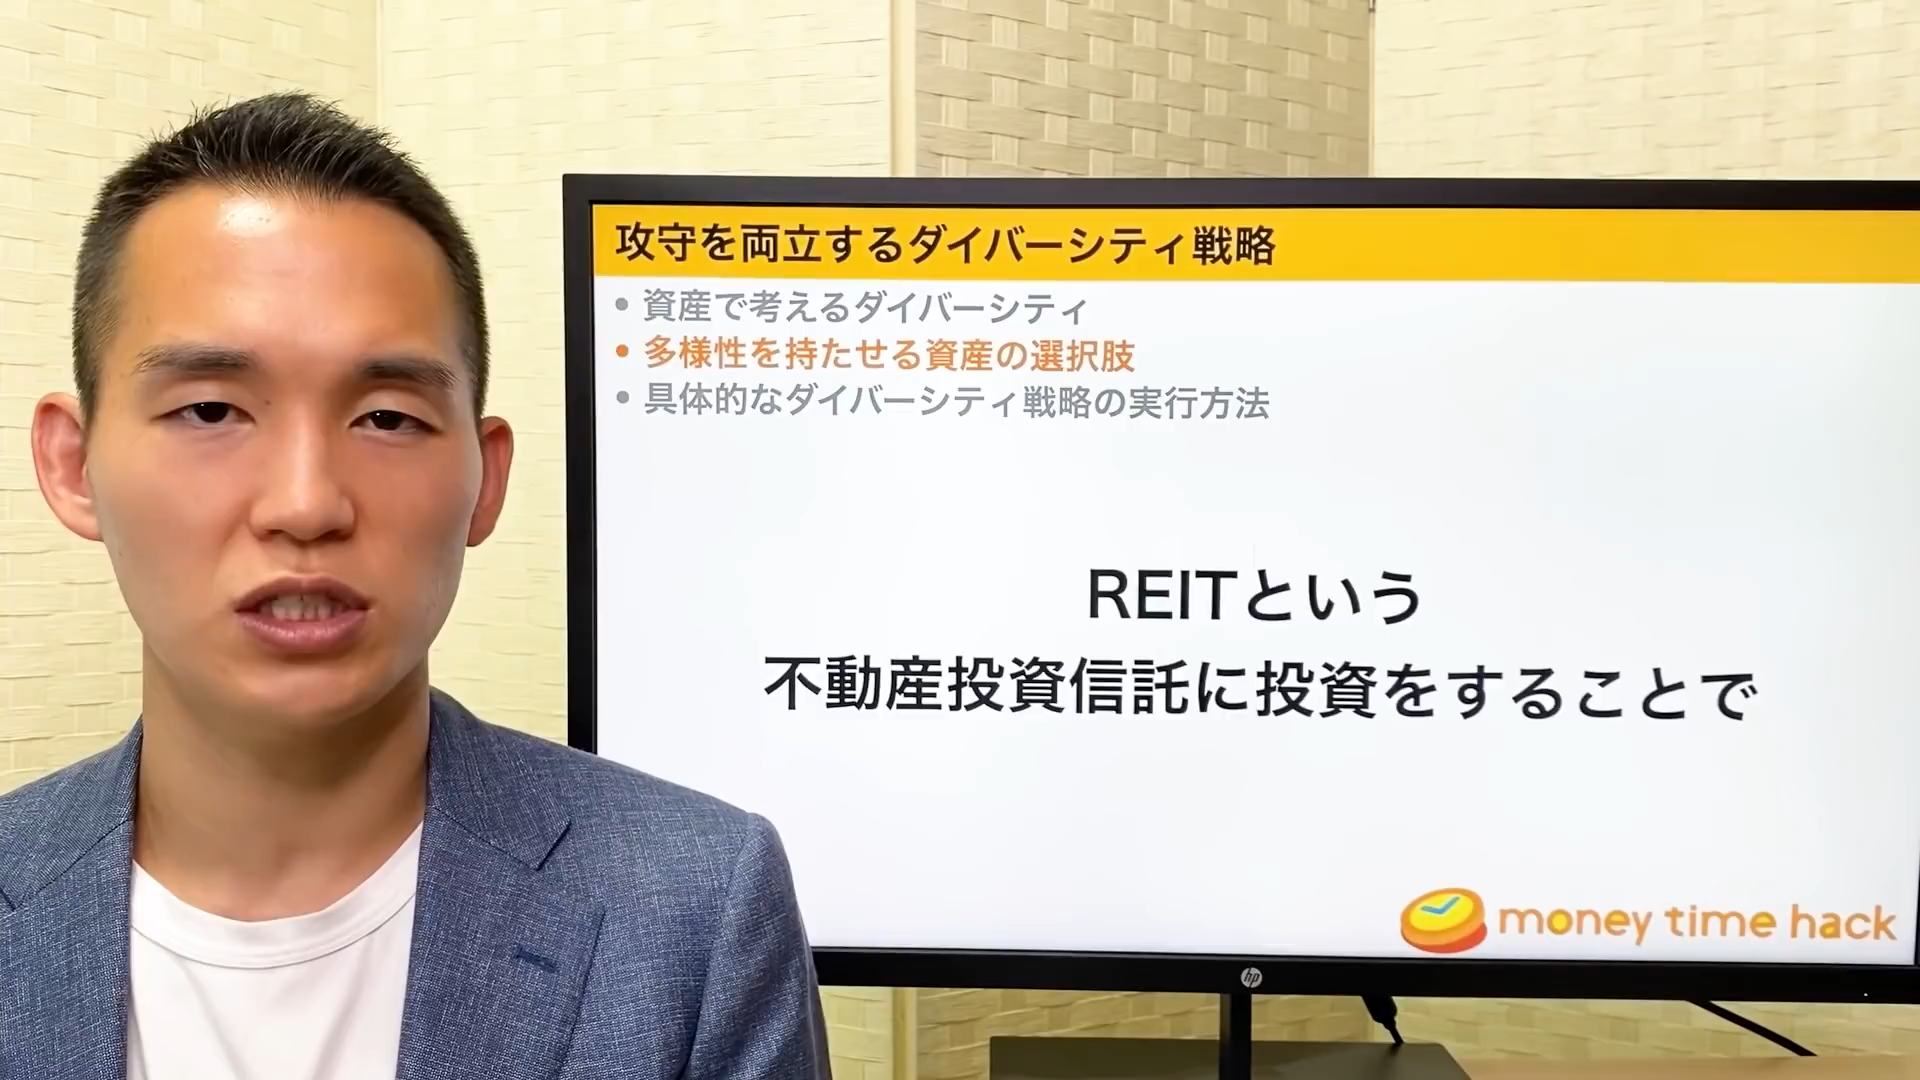 攻守を両立するダイバーシティ戦略
• 資産で考えるダイバーシティ
• 多様性を持たせる資産の選択肢
• 具体的なダイバーシティ戦略の実行方法
REITという
不動産投資信託に投資をすることで
money time hack
hp